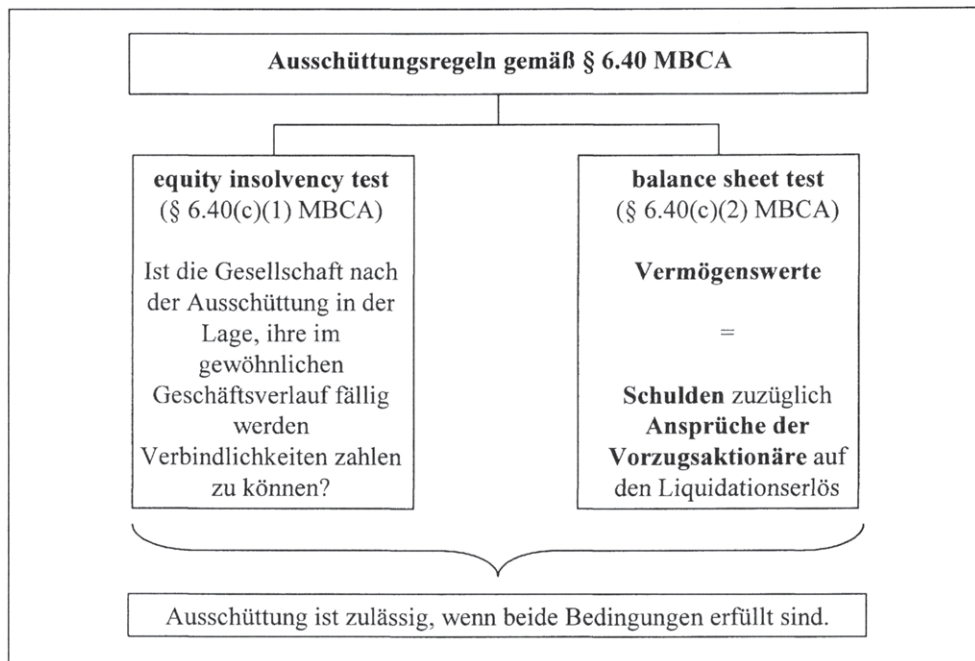 Ausschüttungsregeln gemäß § 6.40 MBCA
equity insolvency test
(§ 6.40(c)(1) MBCA)
Ist die Gesellschaft nach
der Ausschüttung in der
Lage, ihre im
gewöhnlichen
Geschäftsverlauf fällig
werden
Verbindlichkeiten zahlen
zu können?
balance sheet test
(§ 6.40(c)(2) MBCA)
Vermögenswerte
=
Schulden zuzüglich
Ansprüche der
Vorzugsaktionäre auf
den Liquidationserlös
Ausschüttung ist zulässig, wenn beide Bedingungen erfüllt sind.